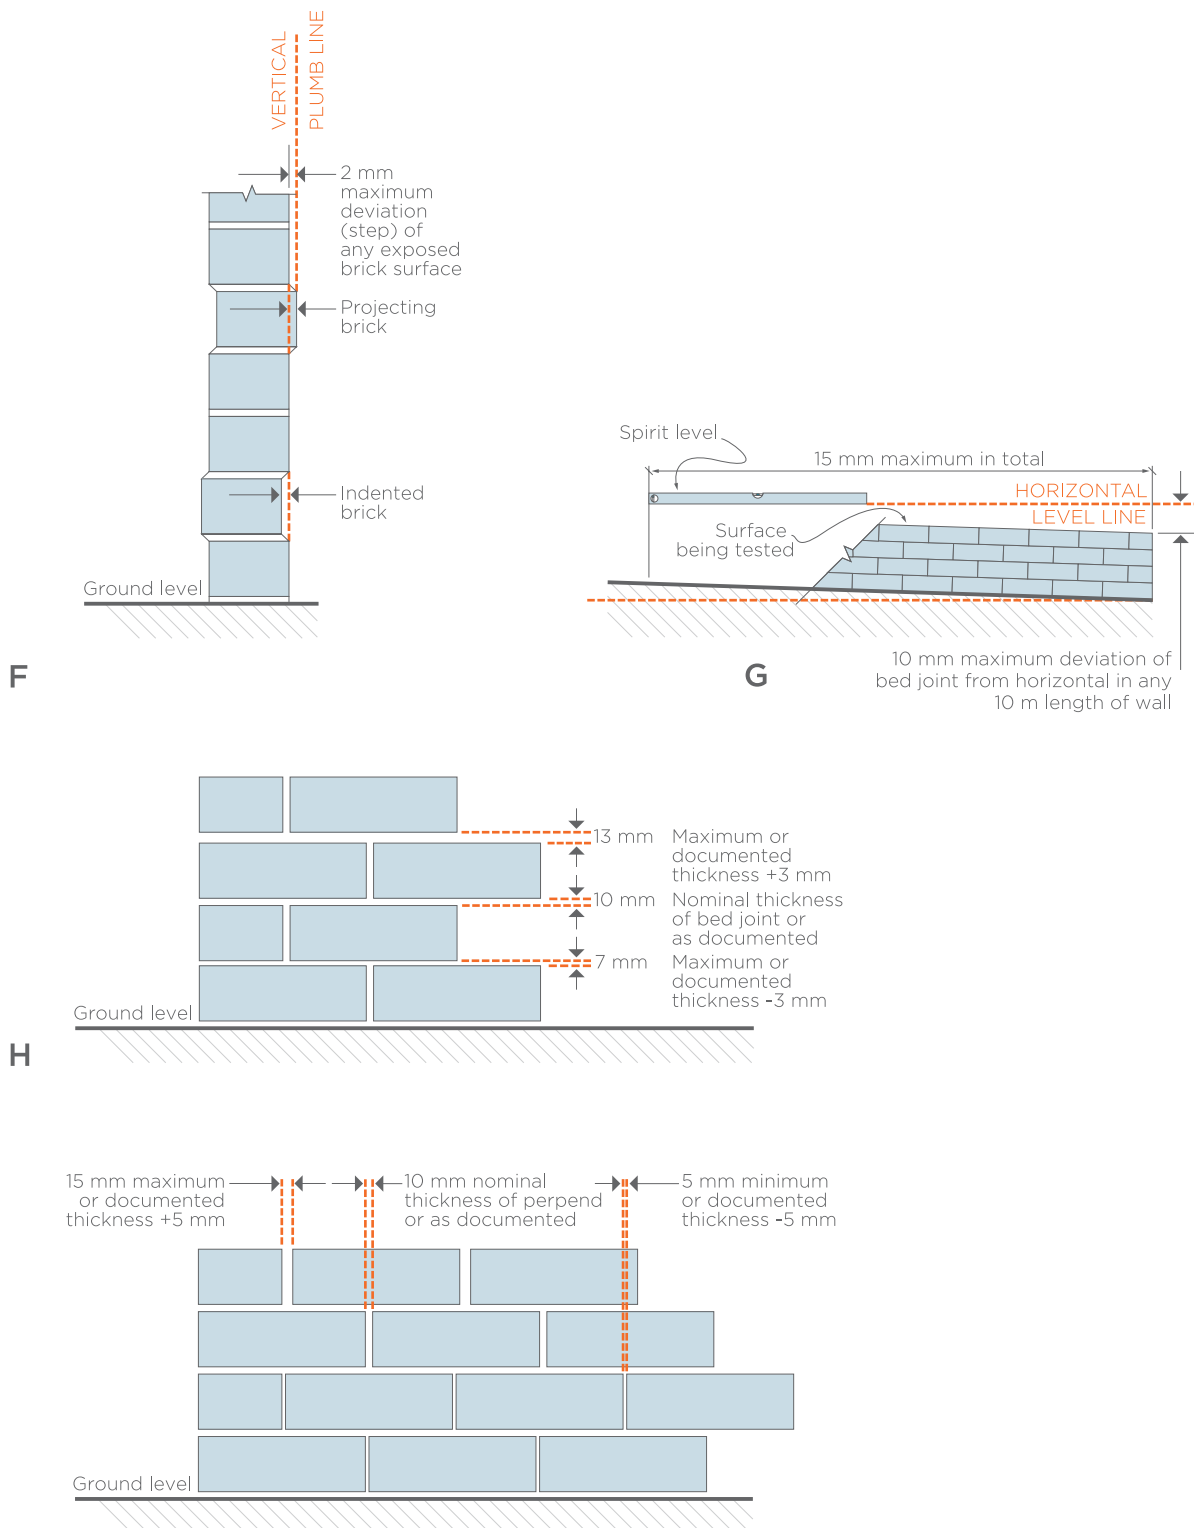 VERTICAL
PLUMB LINE
2 mm
maximum
deviation
(step) of
any exposed
brick surface
Projecting
brick
Indented
brick
Ground level
F
Spirit level
15 mm maximum in total
HORIZONTAL
LEVEL LINE
Surface
being tested
10 mm maximum deviation of
bed joint from horizontal in any
10 m length of wall
G
13 mm Maximum or
documented
thickness +3 mm
10 mm Nominal thickness
of bed joint or
as documented
7 mm Maximum or
documented
thickness -3 mm
Ground level
H
15 mm maximum
or documented
thickness +5 mm
10 mm nominal
thickness of perpend
or as documented
5 mm minimum
or documented
thickness -5 mm
Ground level